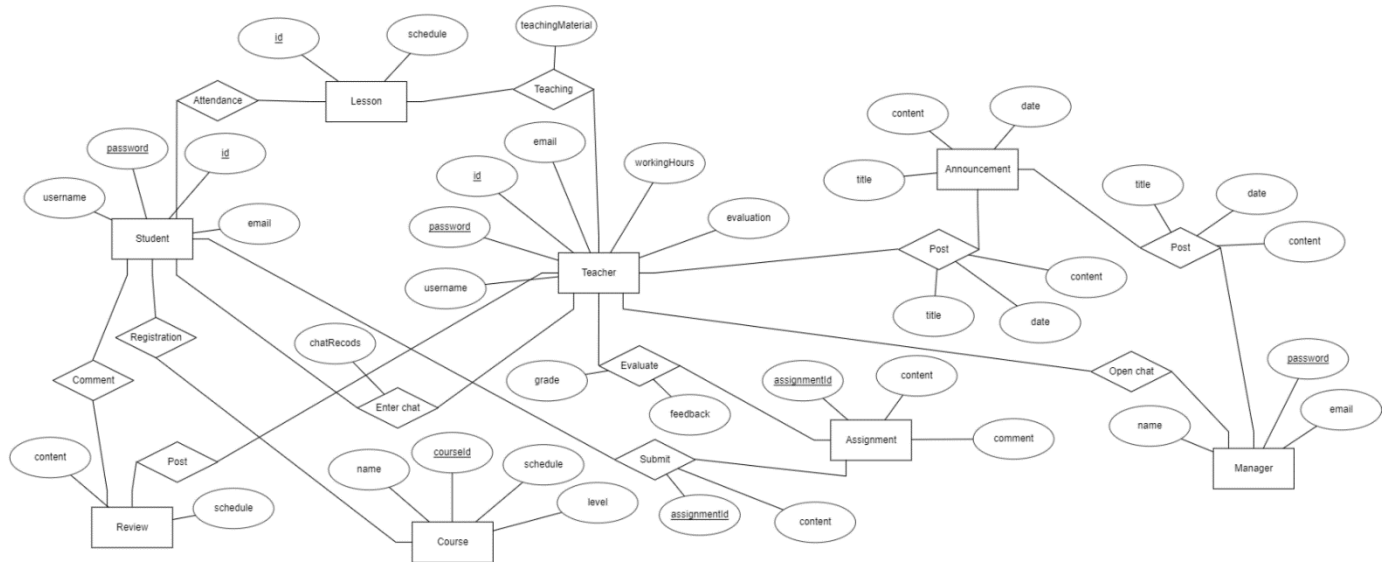 teachingMaterial
id
schedule
Attendance
Lesson
Teaching
content
date
password
id
email
workingHours
title
Announcement
title
date
username
id
email
password
evaluation
Student
Post
Post
content
username
Teacher
content
title
date
Registration
chatRecods
Comment
grade
Evaluate
Open chat
password
Enter chat
assignmentId
content
feedback
name
email
content
Post
name
courseId
schedule
Submit
Assignment
comment
Manager
schedule
level
Review
assignmentId
content
Course